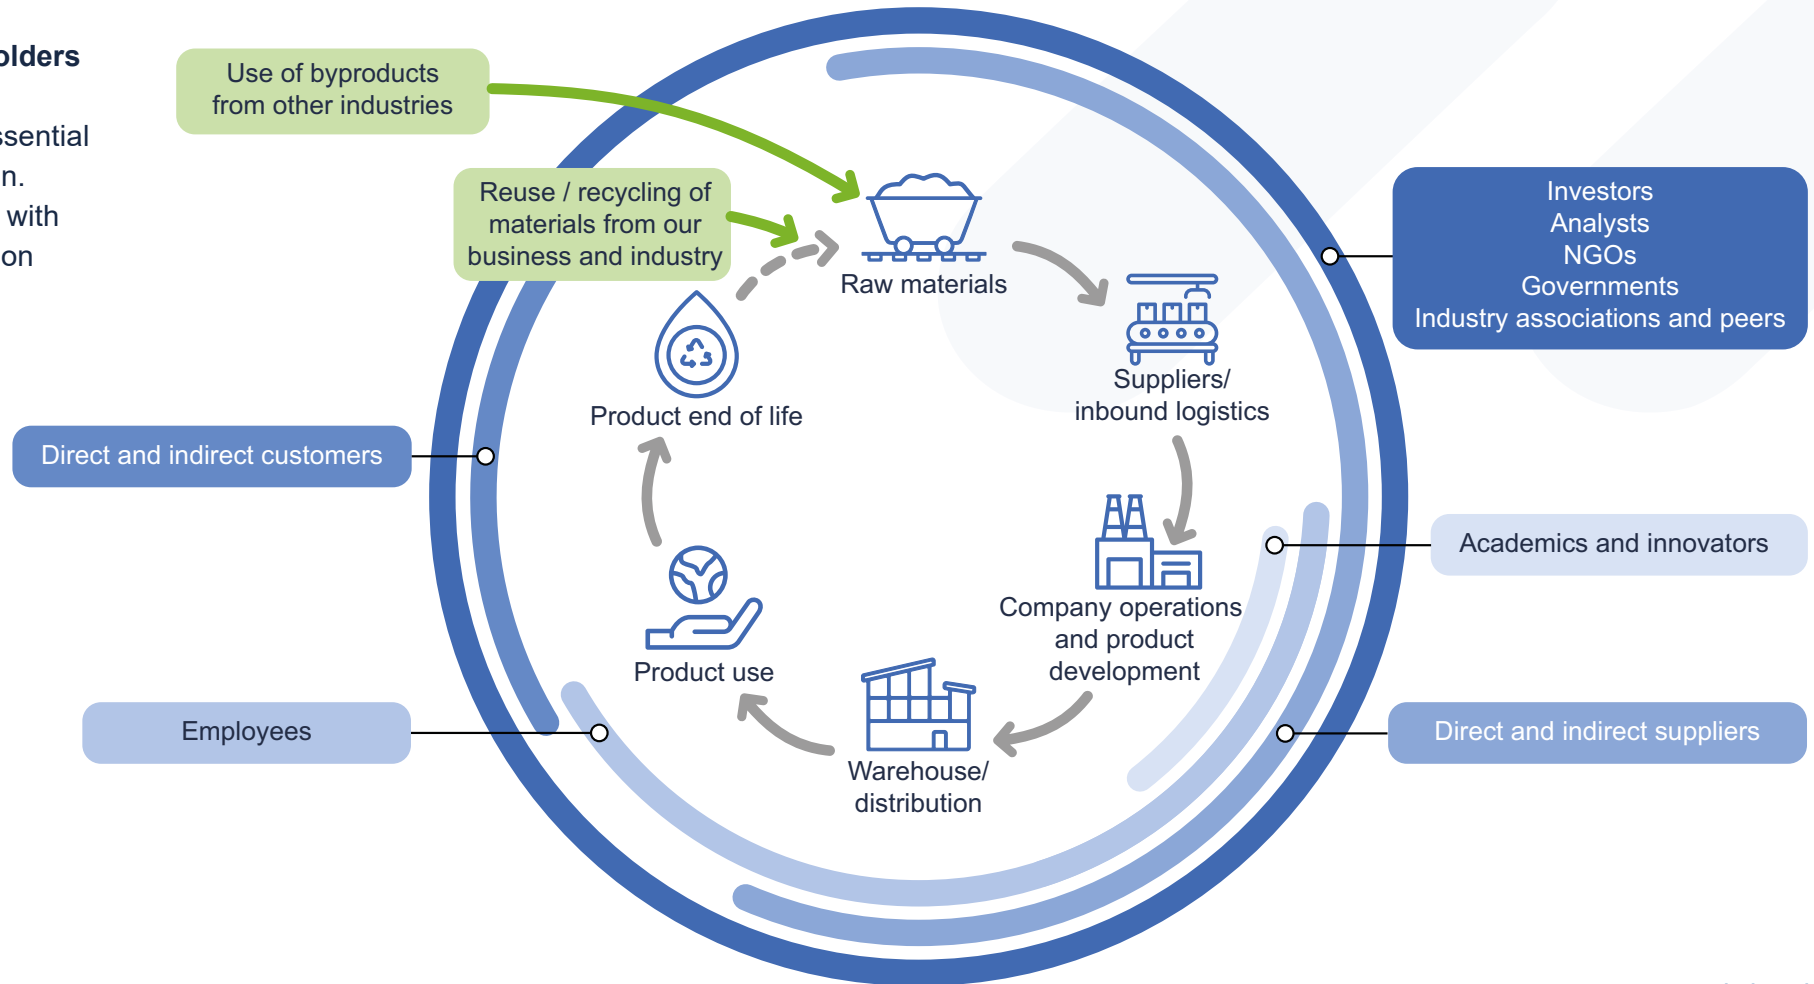 olders
ssential
n.
with
on
Use of byproducts
from other industries
Reuse / recycling of
materials from our
business and industry
Raw materials
Suppliers/
inbound logistics
Company operations
and product
development
Warehouse/
distribution
Product use
Product end of life
Investors
Analysts
NGOs
Governments
Industry associations and peers
Direct and indirect customers
Academics and innovators
Employees
Direct and indirect suppliers